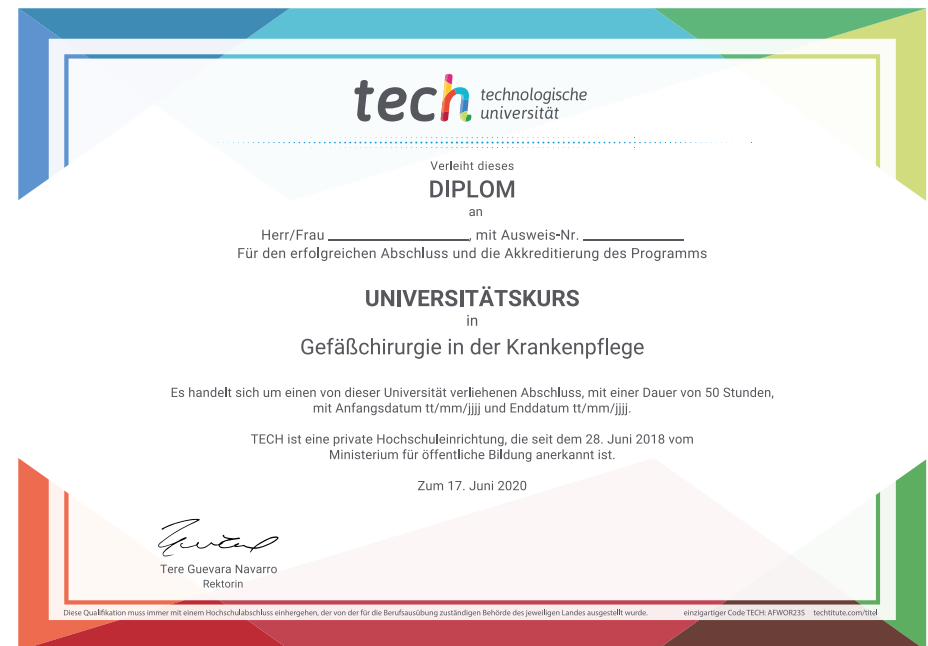 tech technologische
universität
Verleiht dieses
DIPLOM
an
Herr/Frau ____________________, mit Ausweis-Nr. ______________
Für den erfolgreichen Abschluss und die Akkreditierung des Programms
UNIVERSITÄTSKURS
in
Gefäßchirurgie in der Krankenpflege
Es handelt sich um einen von dieser Universität verliehenen Abschluss, mit einer Dauer von 50 Stunden,
mit Anfangsdatum tt/mm/jjjj und Enddatum tt/mm/jjjj.
TECH ist eine private Hochschuleinrichtung, die seit dem 28. Juni 2018 vom
Ministerium für öffentliche Bildung anerkannt ist.
Zum 17. Juni 2020
Tere Guevara Navarro
Rektorin
Diese Qualifikation muss immer mit einem Hochschulabschluss einhergehen, der von der für die Berufsausübung zuständigen Behörde des jeweiligen Landes ausgestellt wurde. einzigartiger Code TECH: AFWOR23S techtitute.com/titel